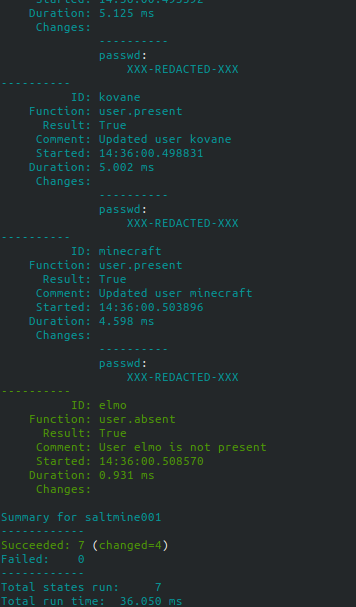 Started: 14:36:00.493592
Duration: 5.125 ms
Changes:
----------
passwd:
XXX-REDACTED-XXX
----------
ID: kovane
Function: user.present
Result: True
Comment: Updated user kovane
Started: 14:36:00.498831
Duration: 5.002 ms
Changes:
----------
passwd:
XXX-REDACTED-XXX
----------
ID: minecraft
Function: user.present
Result: True
Comment: Updated user minecraft
Started: 14:36:00.503896
Duration: 4.598 ms
Changes:
----------
passwd:
XXX-REDACTED-XXX
----------
ID: elmo
Function: user.absent
Result: True
Comment: User elmo is not present
Started: 14:36:00.508570
Duration: 0.931 ms
Changes:
Summary for saltmine001
------------
Succeeded: 7 (changed=4)
Failed: 0
------------
Total states run: 7
Total run time: 36.050 ms